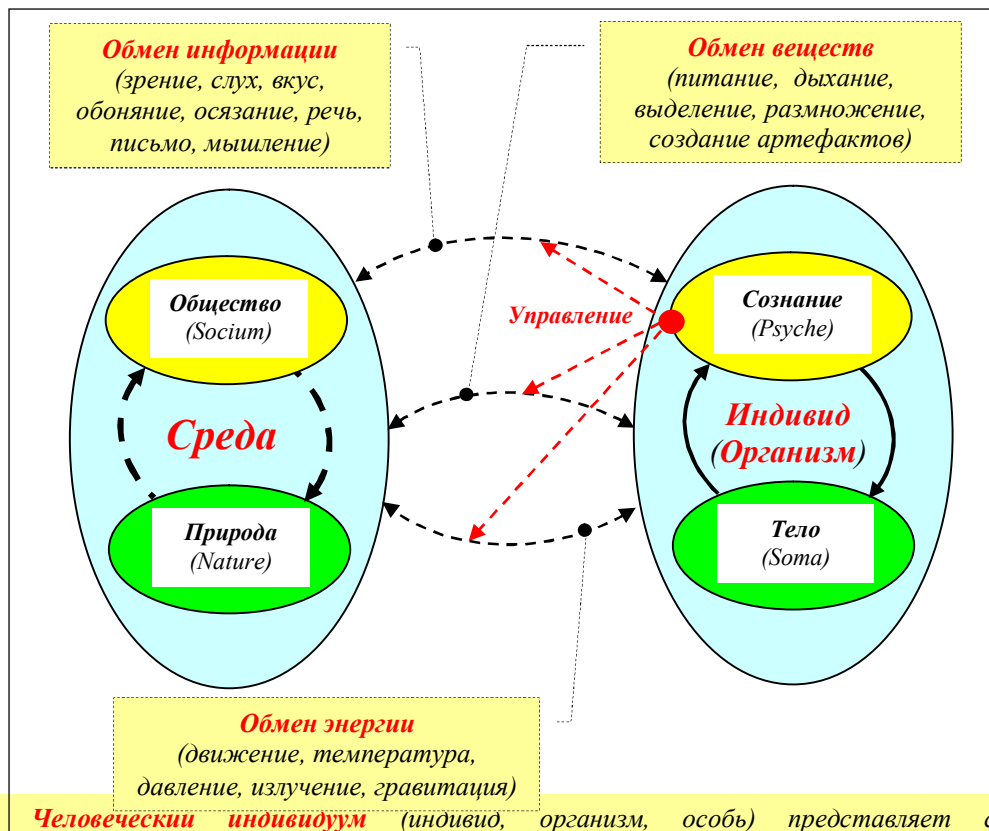 Обмен информации
(зрение, слух, вкус,
обоняние, осязание, речь,
письмо, мышление)
Обмен веществ
(питание, дыхание,
выделение, размножение,
создание артефактов)
Общество
(Socium)
Управление
Сознание
(Psyche)
Среда
Индивид
(Организм)
Природа
(Nature)
Тело
(Soma)
Обмен энергии
(движение, температура,
давление, излучение, гравитация)
Человеческий индивидуум (индивид, организм, особь) представляет